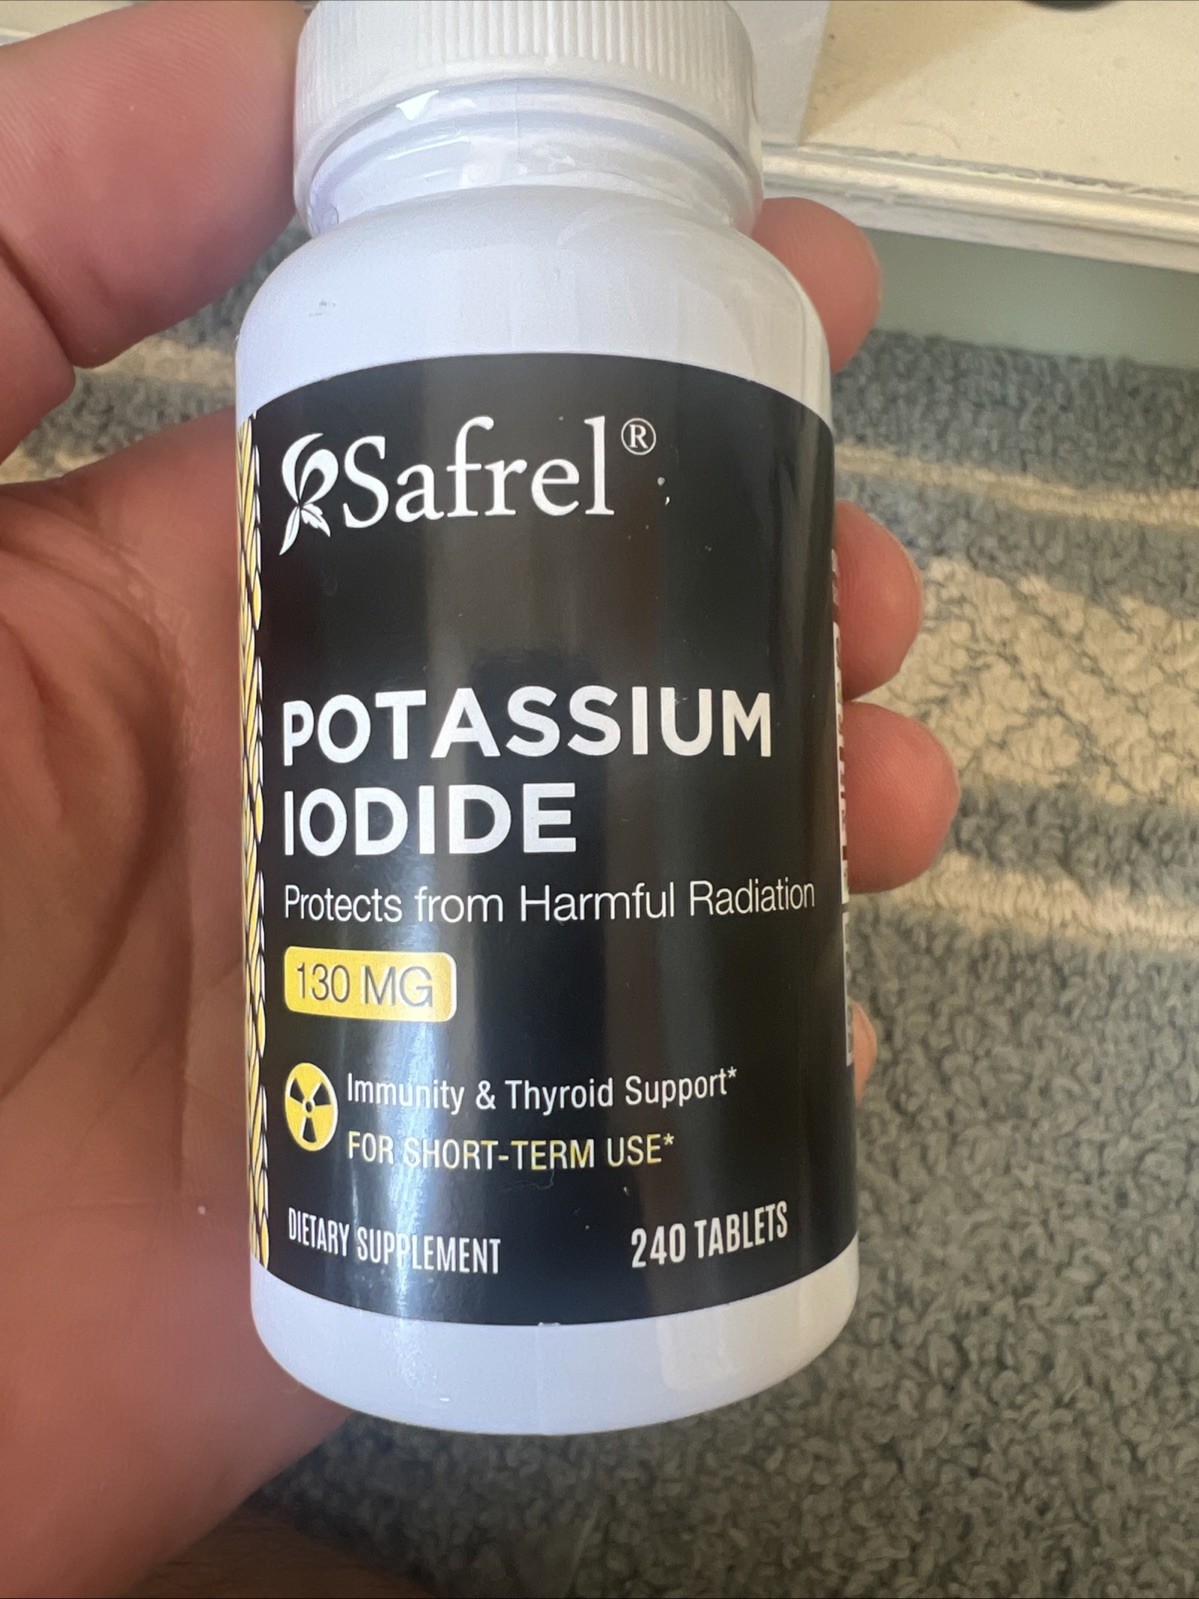 Safrel®
POTASSIUM
IODIDE
Protects from Harmful Radiation
130 MG
Immunity & Thyroid Support*
FOR SHORT-TERM USE*
DIETARY SUPPLEMENT
240 TABLETS